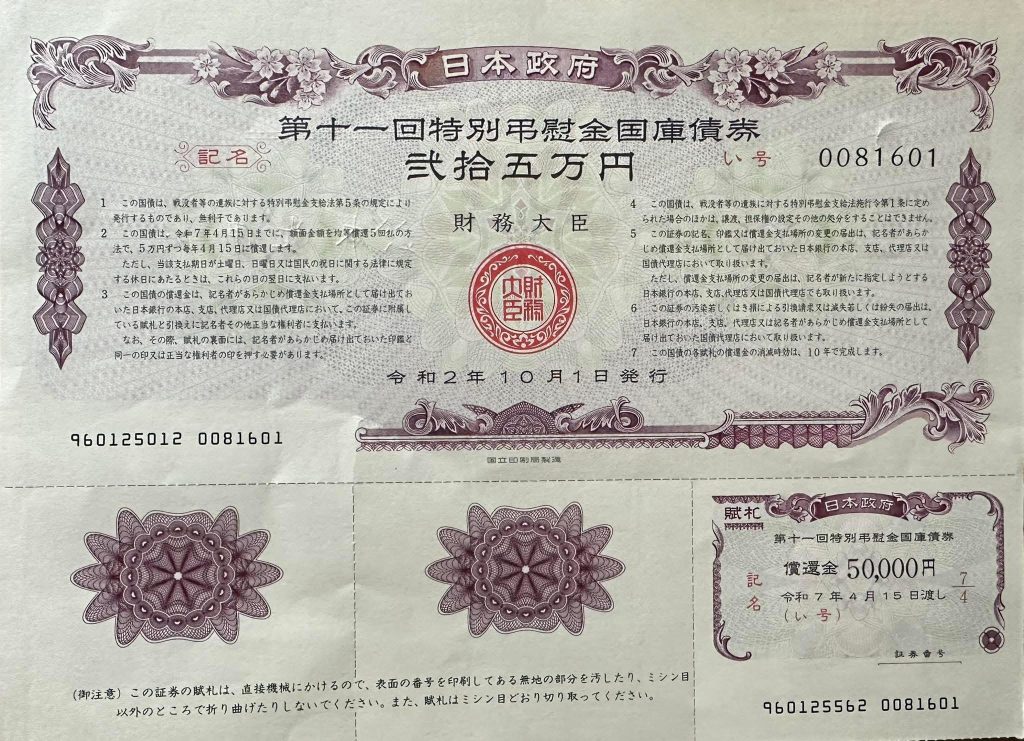 日本政府
第十一回特別弔慰金国庫債券
記名
弐拾五万円
い号
0081601
1 この国債は、戦没者等の遺族に対する特別弔慰金支給法第5条の規定により
発行するものであり、無利子であります。
2 この国債は、令和7年4月15日までに、額面金額を均等償還5回払の方
法で、5万円ずつ毎年4月15日に償還します。
ただし、当該支払期日が土曜日、日曜日又は国民の祝日に関する法律に規定
する休日にあたるときは、これらの日の翌日に支払います。
3 この国債の償還金は、記名者があらかじめ償還金支払場所として届け出てお
いた日本銀行の本店、支店、代理店又は国債代理店において、この証券に附属し
ている賦札と引換えに記名者その他正当な権利者に支払います。
なお、その際、賦札の裏面には、記名者があらかじめ届け出ておいた印鑑と
同一の印又は正当な権利者の印を押す必要があります。
財務大臣
財務大臣
4 この国債は、戦没者等の遺族に対する特別弔慰金支給法施行令第1条に定め
られた場合のほかは、譲渡、担保権の設定その他の処分をすることはできません。
5 この証券の記名、印鑑又は償還金支払場所の変更の届出は、記名者があらか
じめ償還金支払場所として届け出ておいた日本銀行の本店、支店、代理店又は
国債代理店において取り扱います。
ただし、償還金支払場所の変更の届出は、記名者が新たに指定しようとする
日本銀行の本店、支店、代理店又は国債代理店でも取り扱います。
6 この証券の汚染若しくはき損による引換請求又は滅失若しくは紛失の届出は、
日本銀行の本店、支店、代理店又は記名者があらかじめ償還金支払場所として
届け出ておいた国債代理店において取り扱います。
7 この国債の各賦札の償還金の消滅時効は、10年で完成します。
令和2年10月1日発行
960125012 0081601
国立印刷局製造
賦札
日本政府
第十一回特別弔慰金国庫債券
償還金 50,000円
記名
令和7年4月15日渡し
7/4
(い号)
証券番号
(御注意) この証券の賦札は、直接機械にかけるので、表面の番号を印刷してある無地の部分を汚したり、ミシン目
以外のところで折り曲げたりしないでください。また、賦札はミシン目どおり切り取ってください。
960125562 0081601